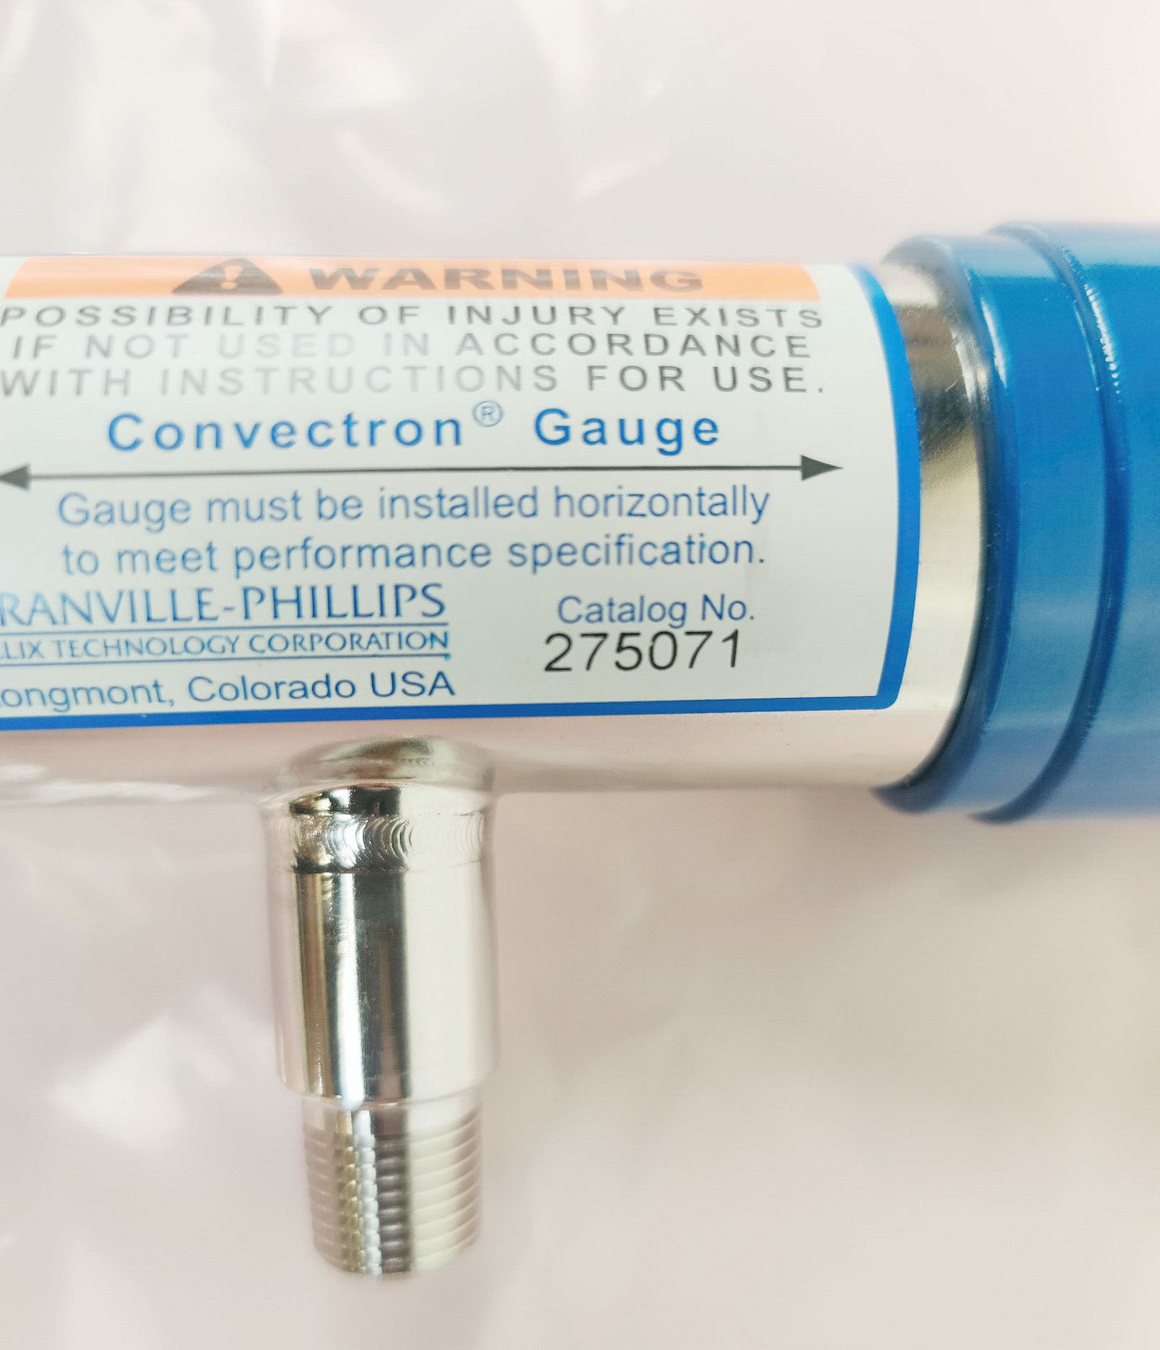 WARNING
POSSIBILITY OF INJURY EXISTS
IF NOT USED IN ACCORDANCE
WITH INSTRUCTIONS FOR USE.
Convectron® Gauge
Gauge must be installed horizontally
to meet performance specification.
RANVILLE-PHILLIPS
LLIX TECHNOLOGY CORPORATION
ongmont, Colorado USA
Catalog No.
275071